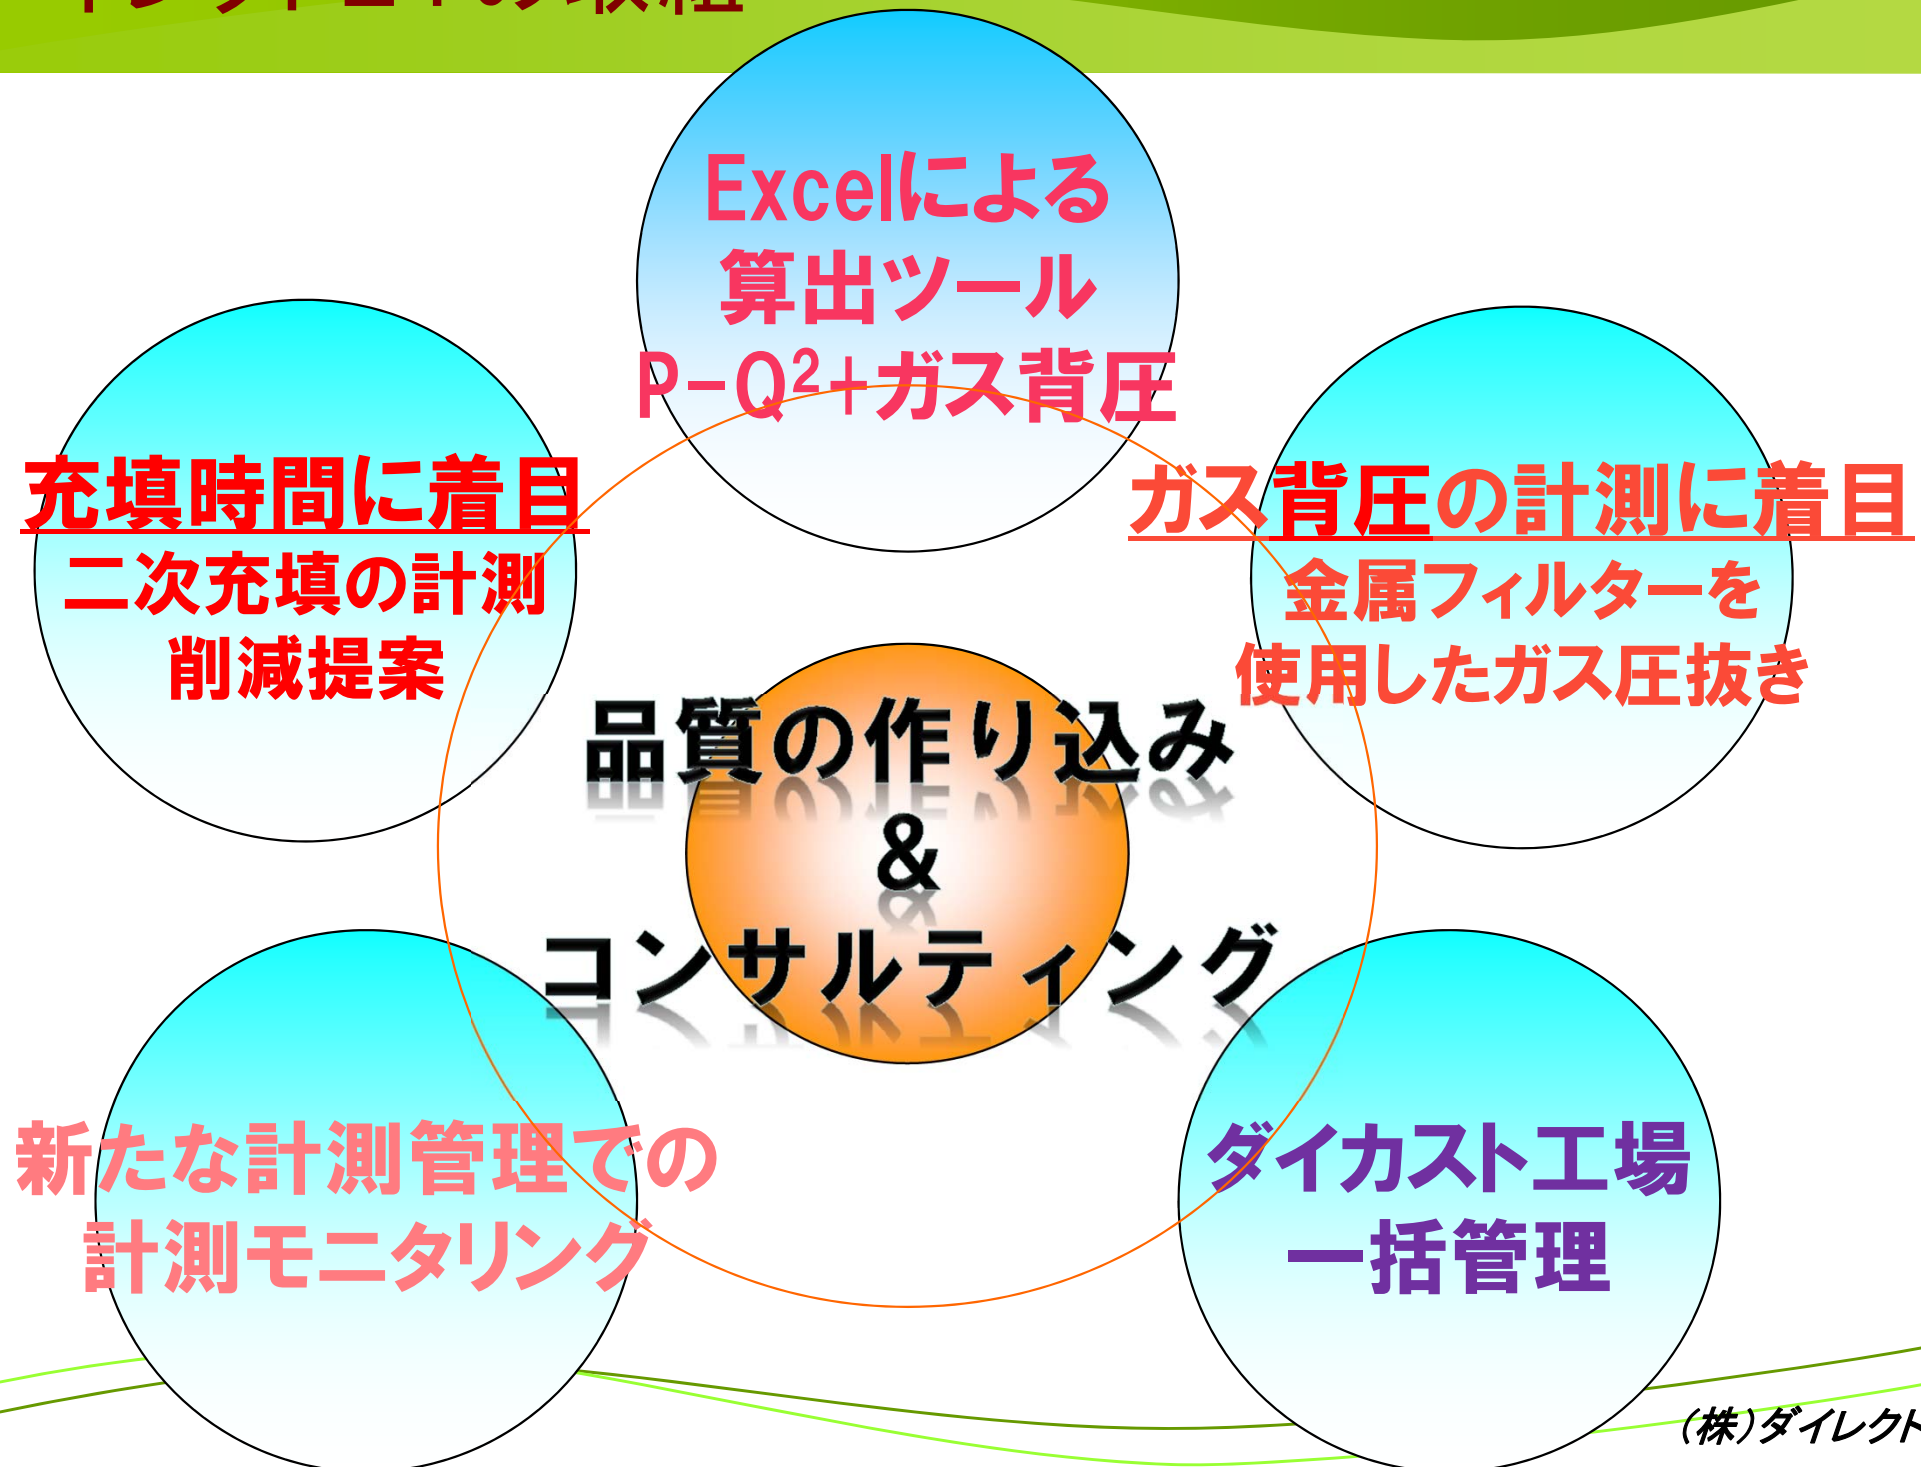 の取組
Excelによる
算出ツール
P-Q²+ガス背圧
充填時間に着目
二次充填の計測
削減提案
ガス背圧の計測に着目
金属フィルターを
使用したガス圧抜き
品質の作り込み
&
コンサルティング
新たな計測管理での
計測モニタリング
ダイカスト工場
一括管理
(株)ダイレクト